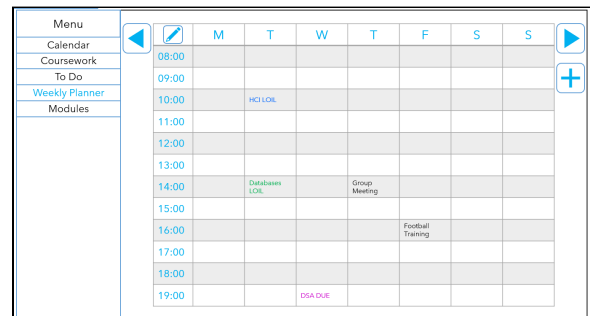 Menu
Calendar
Coursework
To Do
Weekly Planner
Modules
M T W T F S S
08:00
09:00
10:00 HCI LOIL
11:00
12:00
13:00
14:00 Databases Group
LOIL Meeting
15:00
16:00 Football
Training
17:00
18:00
19:00 DSA DUE